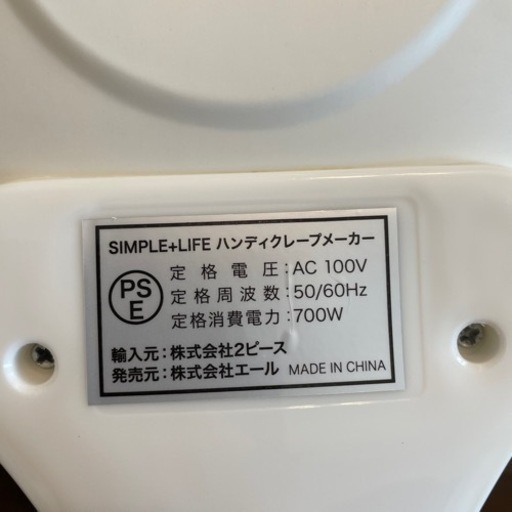 SIMPLE+LIFE ハンディクレープメーカー
PS
E
定格電圧:AC 100V
定格周波数:50/60Hz
定格消費電力:700W
輸入元:株式会社2ピース
発売元:株式会社エール MADE IN CHINA